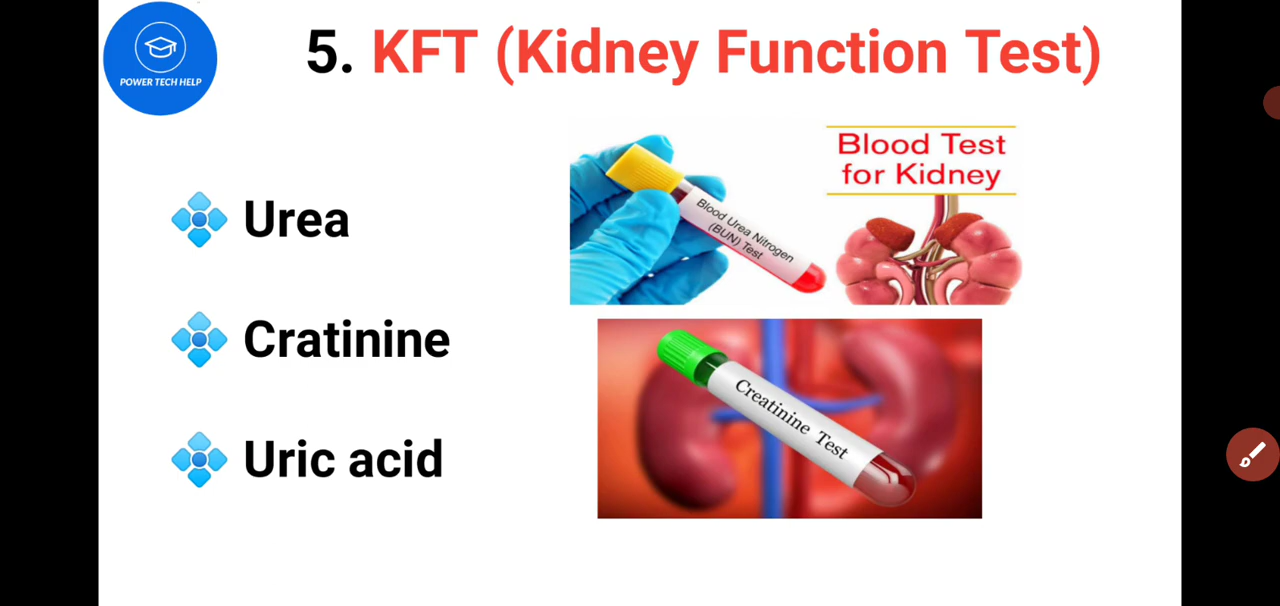 POWER TECH HELP
5. KFT (Kidney Function Test)
Urea
Cratinine
Uric acid
Blood Urea Nitrogen
(BUN) Test
Blood Test
for Kidney
Creatinine Test